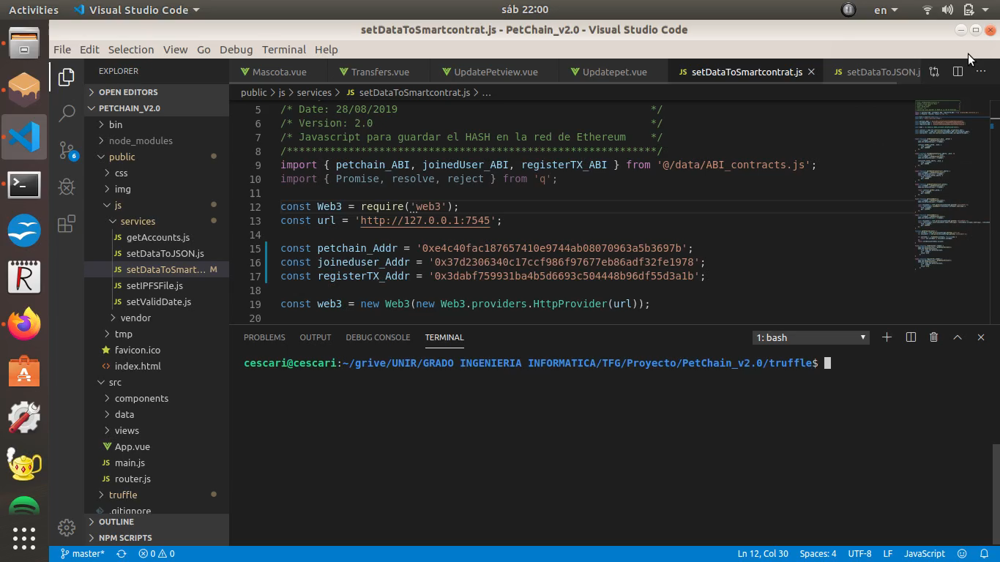 Activities
Visual Studio Code
sáb 22:00
en
setDataToSmartcontrat.js - PetChain_v2.0 - Visual Studio Code
File Edit Selection View Go Debug Terminal Help
EXPLORER
OPEN EDITORS
PETCHAIN_V2.0
bin
node_modules
public
css
img
js
services
getAccounts.js
setDataToJSON.js
setDataToSmart... M
setIPFSFile.js
setValidDate.js
vendor
tmp
favicon.ico
index.html
src
components
data
views
App.vue
main.js
router.js
truffle
.gitignore
OUTLINE
NPM SCRIPTS
6
Mascota.vue Transfers.vue UpdatePetview.vue Updatepet.vue JS setDataToSmartcontrat.js JS setDataToJSON.j
public > js > services > JS setDataToSmartcontrat.js > ...
5 /* Date: 28/08/2019 */
6 /* Version: 2.0 */
7 /* Javascript para guardar el HASH en la red de Ethereum */
8 /*************************************************************/
9 import { petchain_ABI, joinedUser_ABI, registerTX_ABI } from '@/data/ABI_contracts.js';
10 import { Promise, resolve, reject } from 'q';
11
12 const Web3 = require('web3');
13 const url = 'http://127.0.0.1:7545';
14
15 const petchain_Addr = '0xe4c40fac187657410e9744ab08070963a5b3697b';
16 const joineduser_Addr = '0x37d2306340c17ccf986f97677eb86adf32fe1978';
17 const registerTX_Addr = '0x3dabf759931ba4b5d6693c504448b96df55d3a1b';
18
19 const web3 = new Web3(new Web3.providers.HttpProvider(url));
20
PROBLEMS OUTPUT DEBUG CONSOLE TERMINAL
1: bash
cescari@cescari:~/grive/UNIR/GRADO INGENIERIA INFORMATICA/TFG/Proyecto/PetChain_v2.0/truffle$
master* 0 0
Ln 12, Col 30 Spaces: 4 UTF-8 LF JavaScript